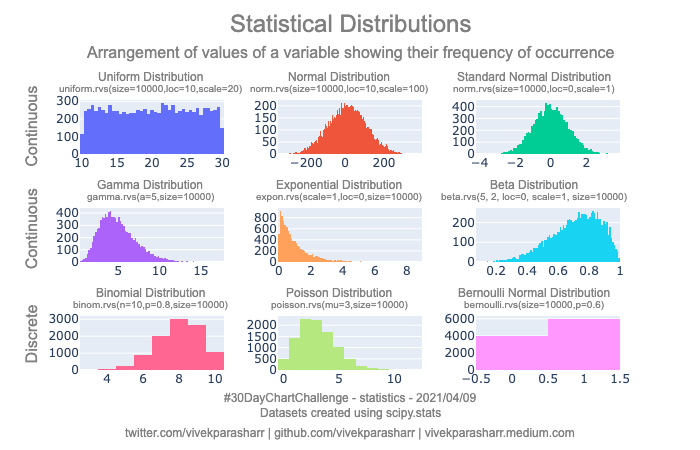 Statistical Distributions
Arrangement of values of a variable showing their frequency of occurrence
Uniform Distribution
uniform.rvs(size=10000,loc=10,scale=20)
Normal Distribution
norm.rvs(size=10000,loc=10,scale=100)
Standard Normal Distribution
norm.rvs(size=10000,loc=0,scale=1)
Continuous
300
200
100
0
10 15 20 25 30
200
150
100
50
0
−200 0 200
400
300
200
100
0
−4 −2 0 2
Gamma Distribution
gamma.rvs(a=5,size=10000)
Exponential Distribution
expon.rvs(scale=1,loc=0,size=10000)
Beta Distribution
beta.rvs(5, 2, loc=0, scale=1, size=10000)
Continuous
400
300
200
100
0
5 10 15
800
600
400
200
0
0 2 4 6 8
200
100
0
0.2 0.4 0.6 0.8 1
Binomial Distribution
binom.rvs(n=10,p=0.8,size=10000)
Poisson Distribution
poisson.rvs(mu=3,size=10000)
Bernoulli Normal Distribution
bernoulli.rvs(size=10000,p=0.6)
Discrete
3000
2000
1000
0
4 6 8 10
2000
1500
1000
500
0
0 5 10
6000
4000
2000
0
−0.5 0 0.5 1 1.5
#30DayChartChallenge - statistics - 2021/04/09
Datasets created using scipy.stats
twitter.com/vivekparasharr | github.com/vivekparasharr | vivekparasharr.medium.com